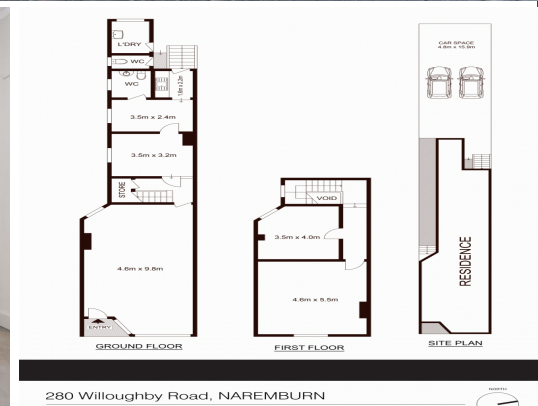 L'DRY
WC
WC
1.6m x 2.2m
3.5m x 2.4m
3.5m x 3.2m
STORE
4.6m x 9.8m
ENTRY
GROUND FLOOR
VOID
3.5m x 4.0m
4.6m x 5.5m
FIRST FLOOR
CAR SPACE
4.8m x 15.9m
RESIDENCE
SITE PLAN
280 Willoughby Road, NAREMBURN
NORTH